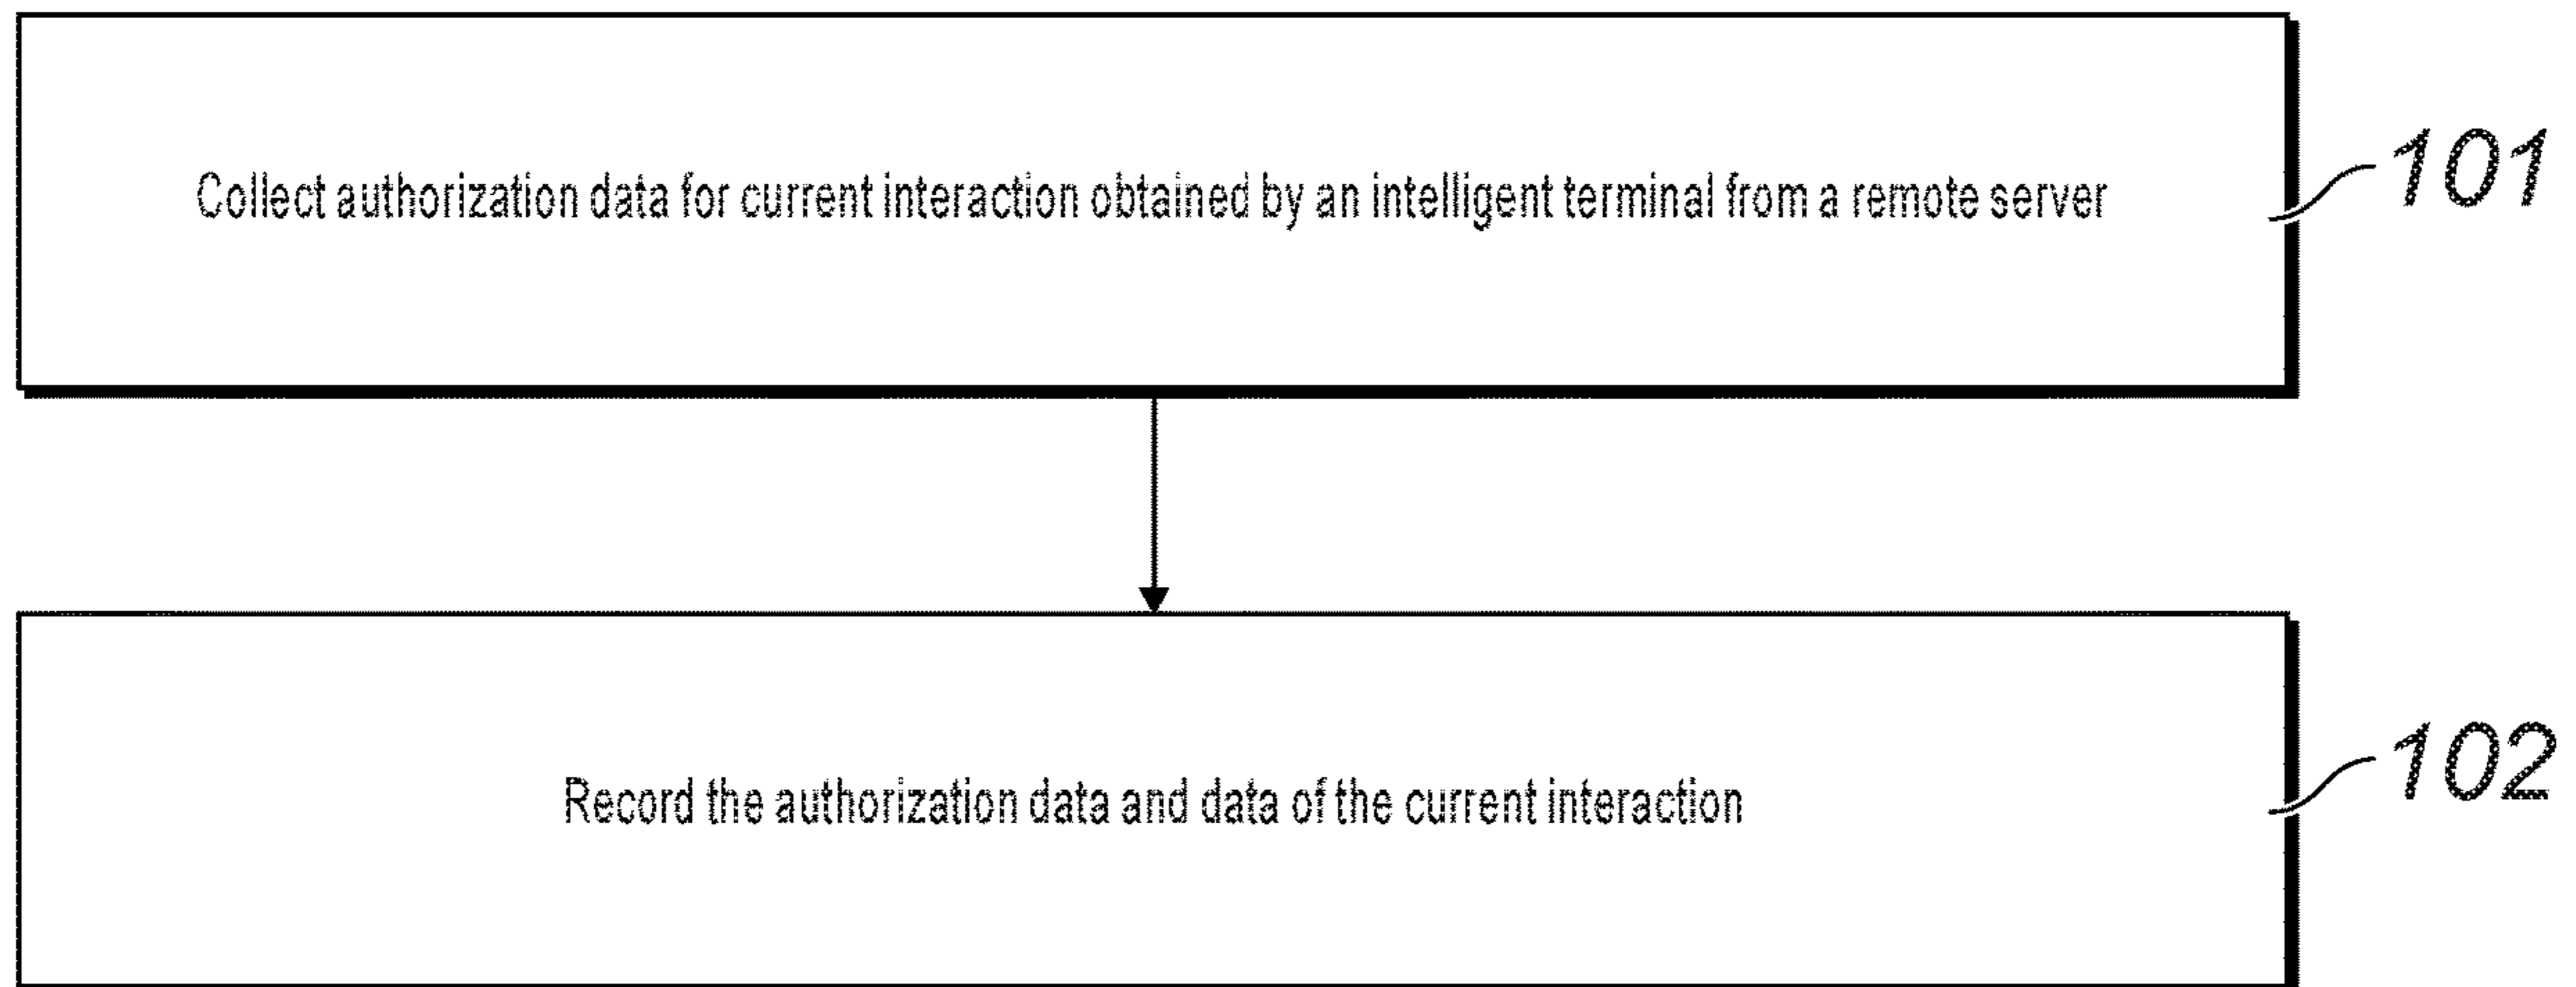 Collect authorization data for current interaction obtained by an intelligent terminal from a remote server
101
Record the authorization data and data of the current interaction
102